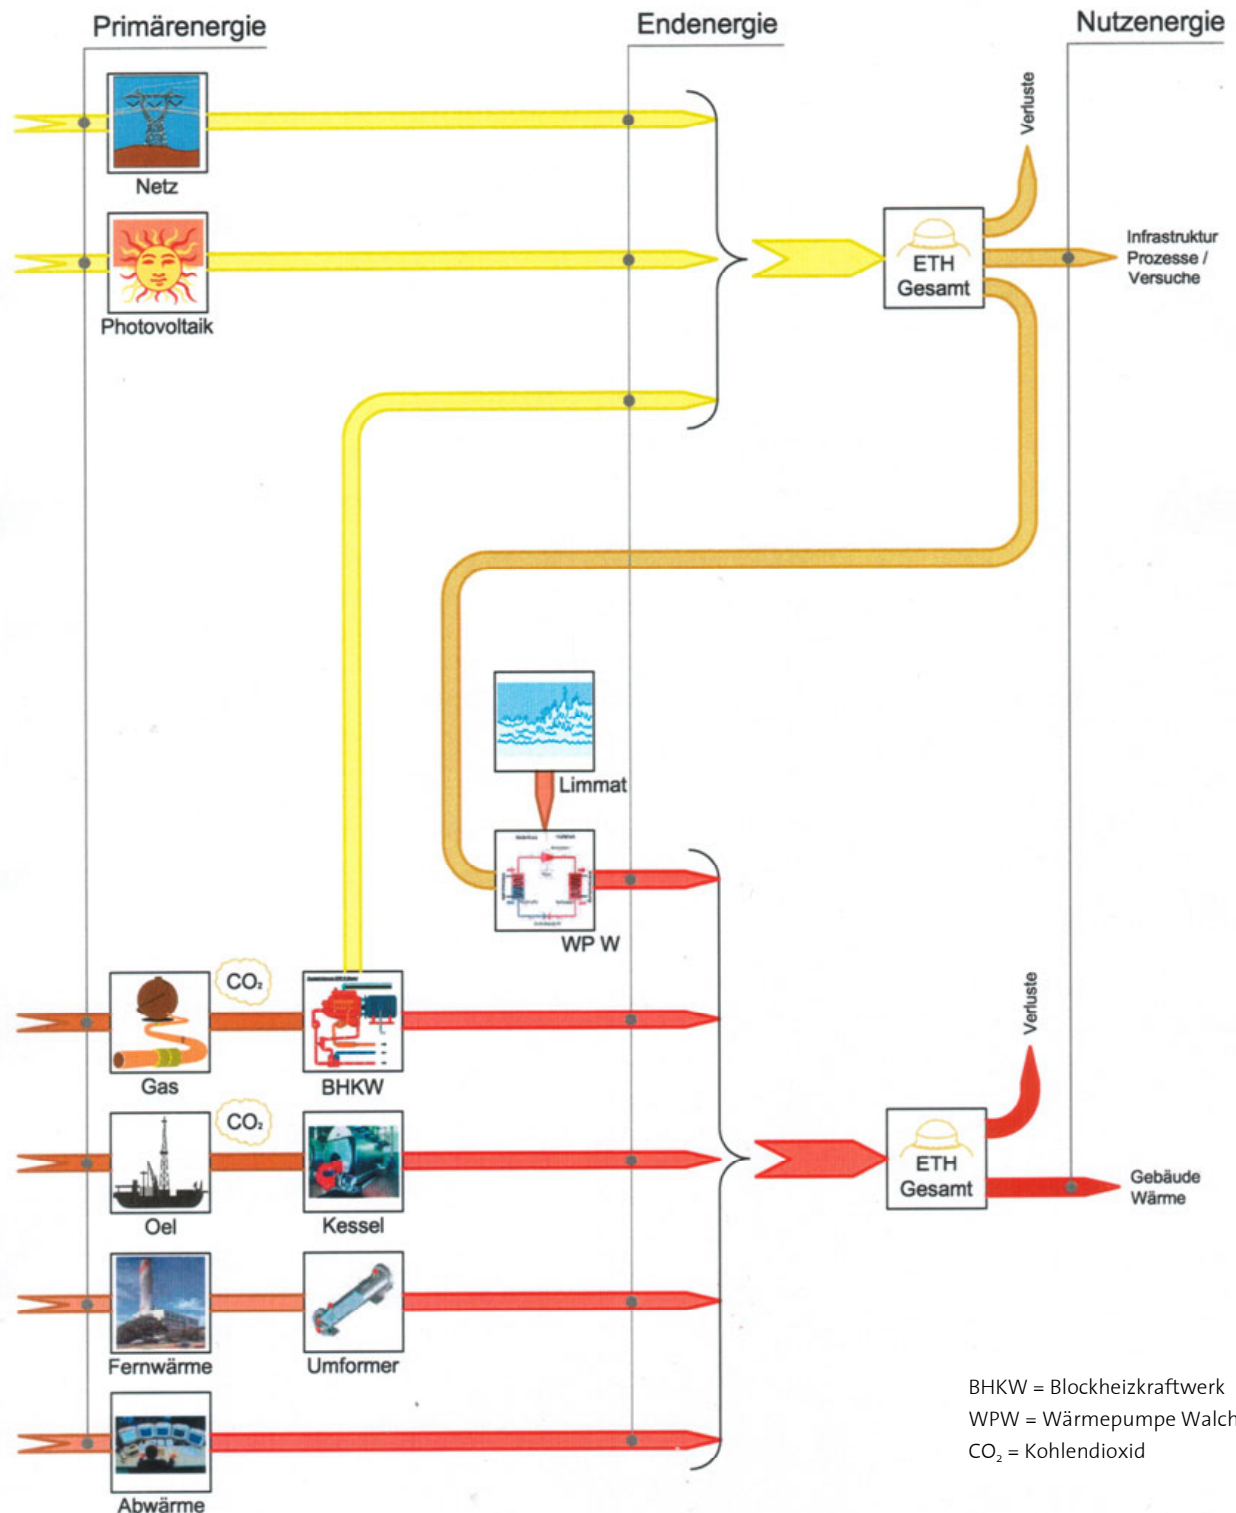 Primärenergie
Endenergie
Nutzenergie
Netz
Photovoltaik
Verluste
ETH
Gesamt
Infrastruktur
Prozesse /
Versuche
Limmat
WP W
CO₂
Gas
BHKW
CO₂
Oel
Kessel
Verluste
ETH
Gesamt
Gebäude
Wärme
Fernwärme
Umformer
Abwärme
BHKW = Blockheizkraftwerk
WPW = Wärmepumpe Walch
CO₂ = Kohlendioxid